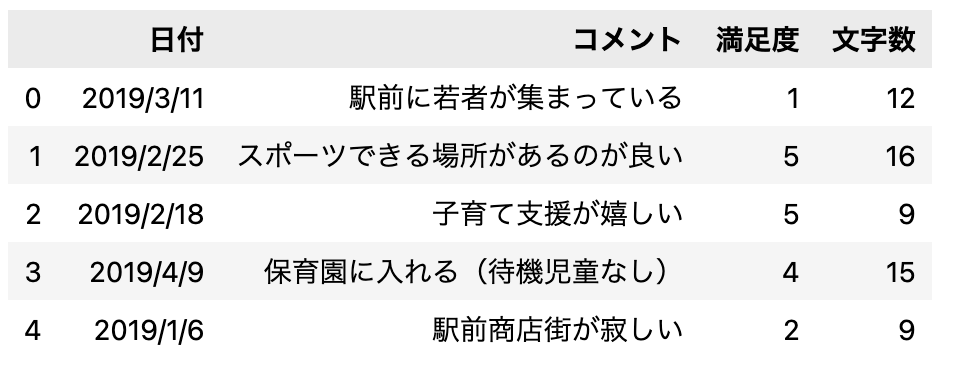 日付 コメント 満足度 文字数
0 2019/3/11 駅前に若者が集まっている 1 12
1 2019/2/25 スポーツできる場所があるのが良い 5 16
2 2019/2/18 子育て支援が嬉しい 5 9
3 2019/4/9 保育園に入れる（待機児童なし） 4 15
4 2019/1/6 駅前商店街が寂しい 2 9